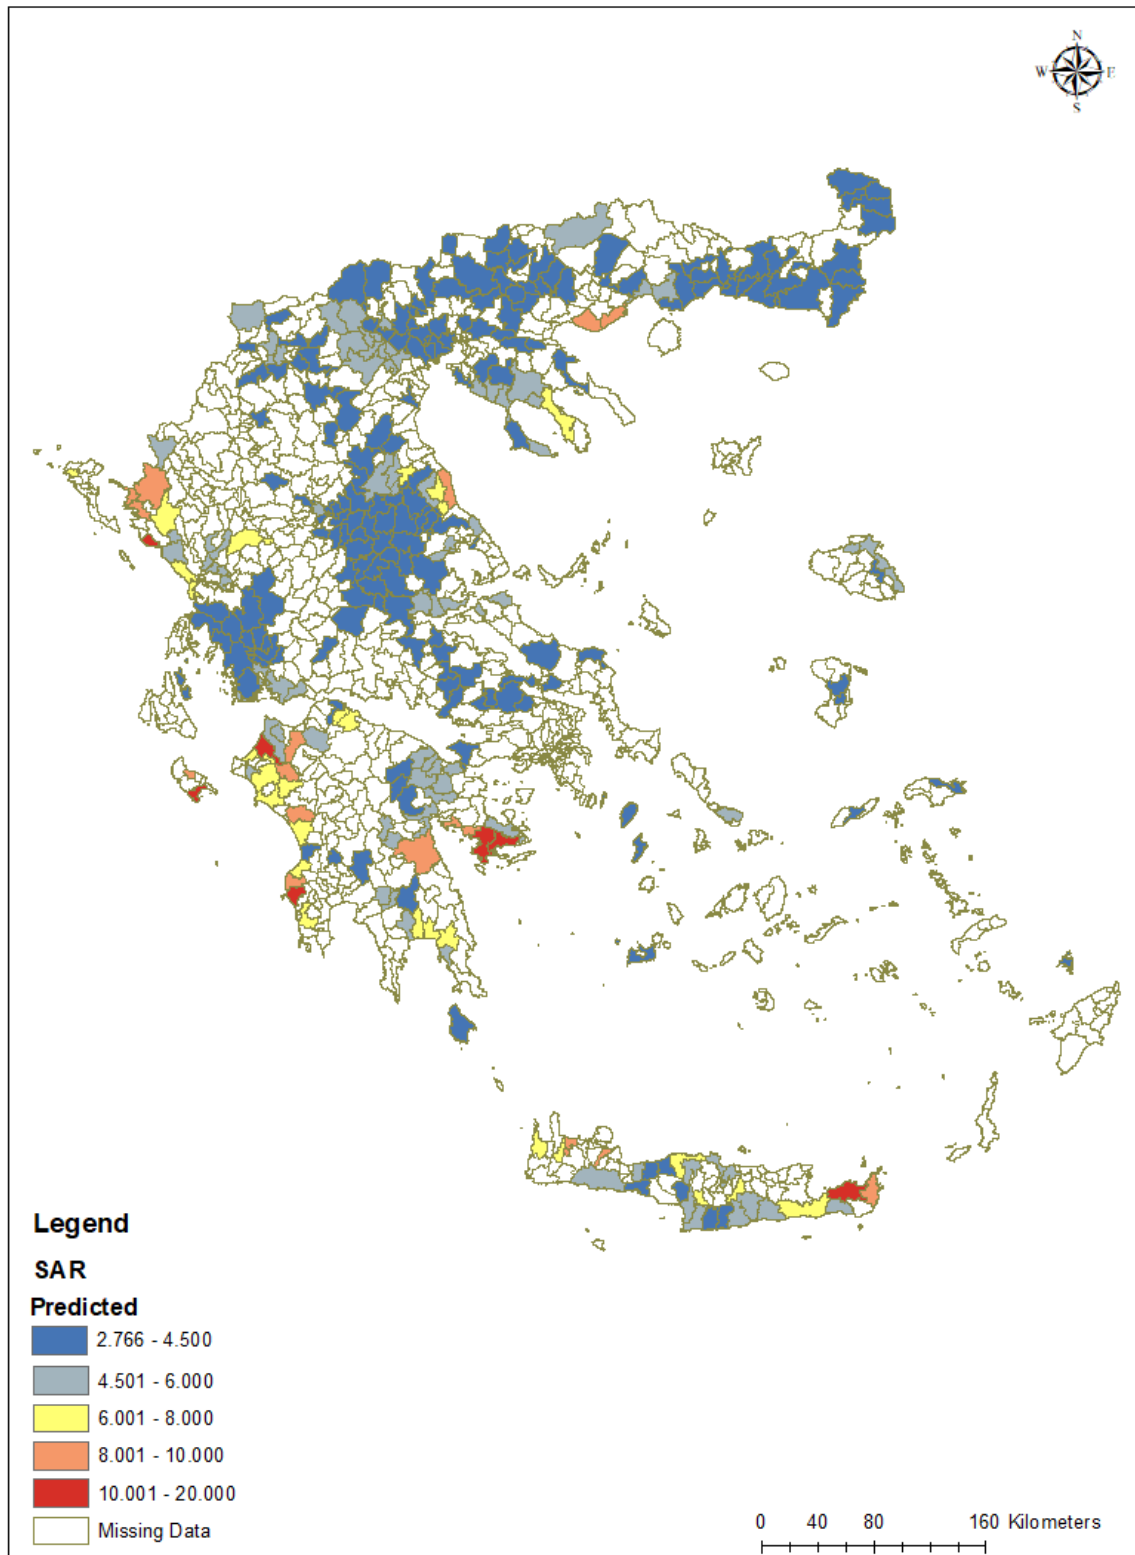 N
W E
S
Legend
SAR
Predicted
2.766 - 4.500
4.501 - 6.000
6.001 - 8.000
8.001 - 10.000
10.001 - 20.000
Missing Data
0 40 80 160 Kilometers